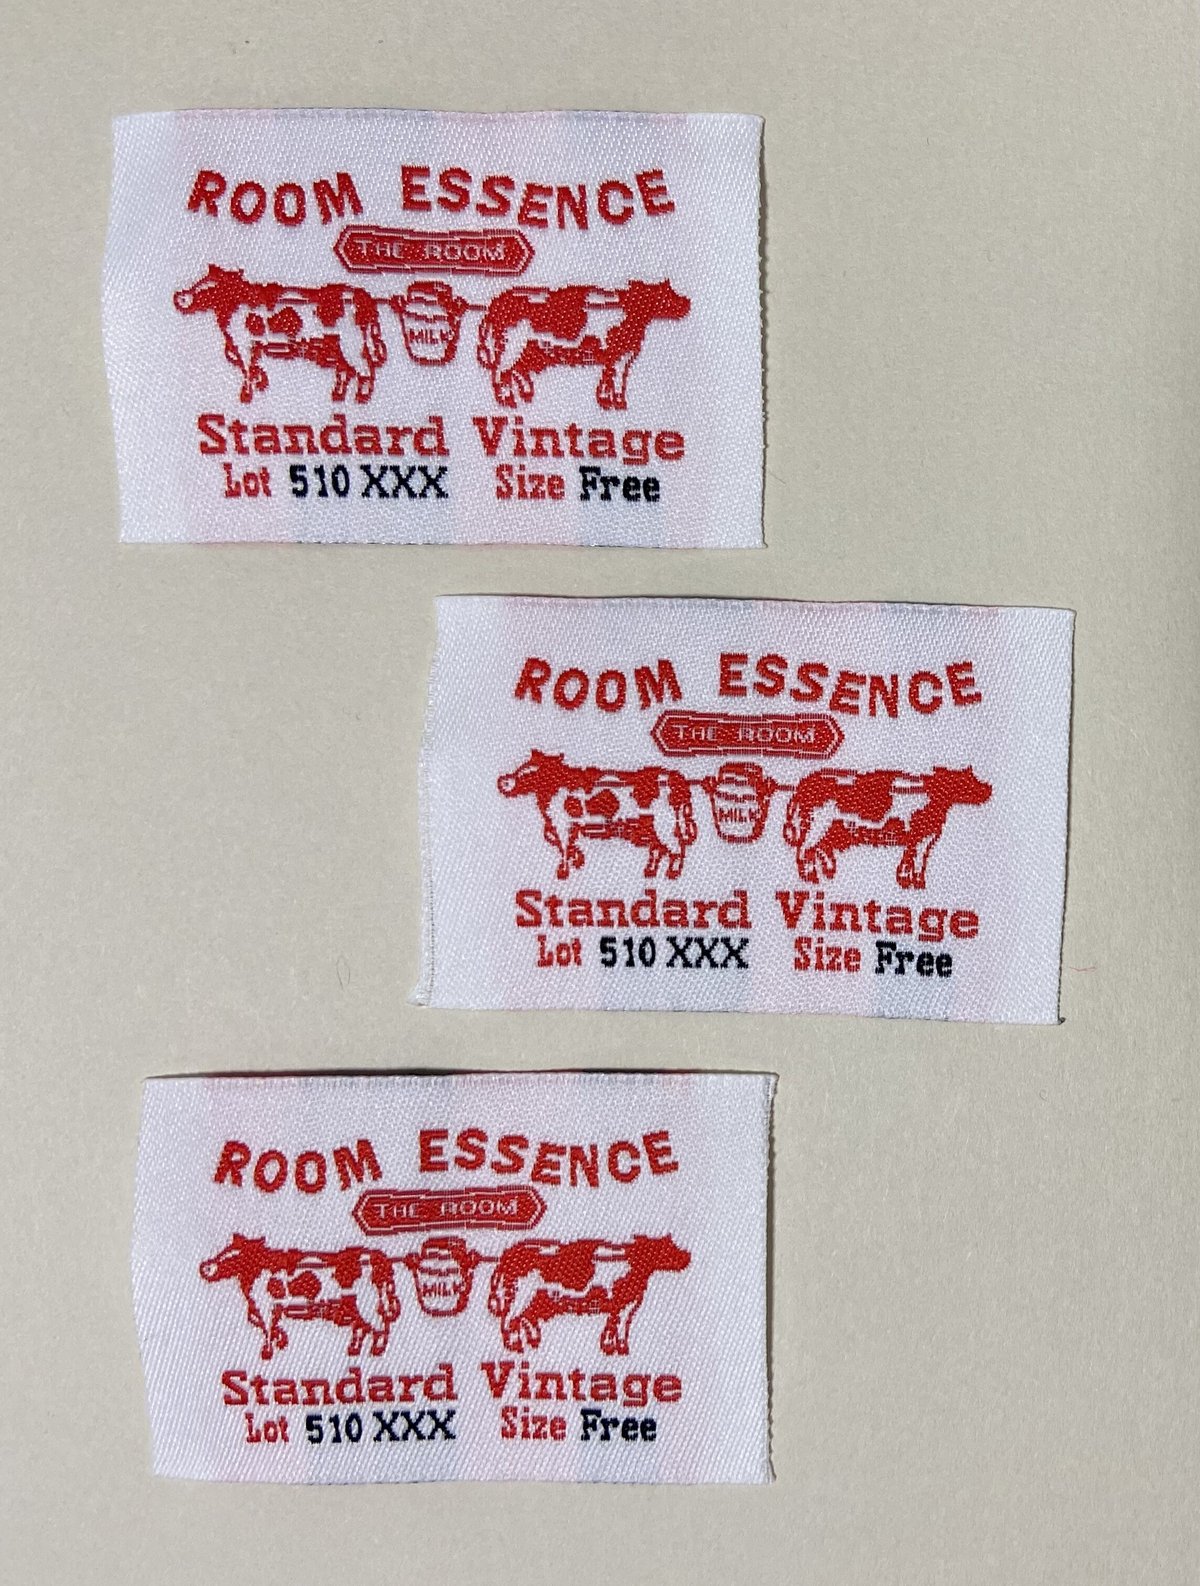 ROOM ESSENCE
THE ROOM
MILK
Standard Vintage
Lot 510 XXX Size Free
ROOM ESSENCE
THE ROOM
MILK
Standard Vintage
Lot 510 XXX Size Free
ROOM ESSENCE
THE ROOM
MILK
Standard Vintage
Lot 510 XXX Size Free